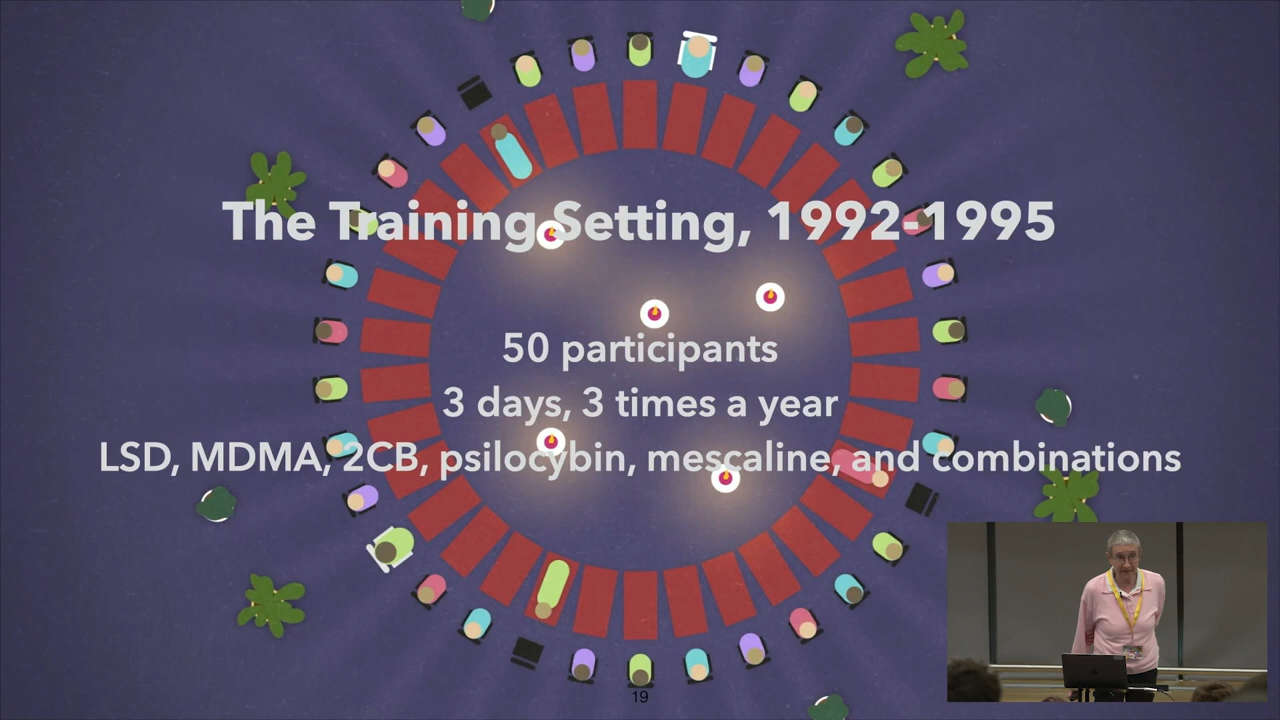 The Training Setting, 1992-1995
50 participants
3 days, 3 times a year
LSD, MDMA, 2CB, psilocybin, mescaline, and combinations
19